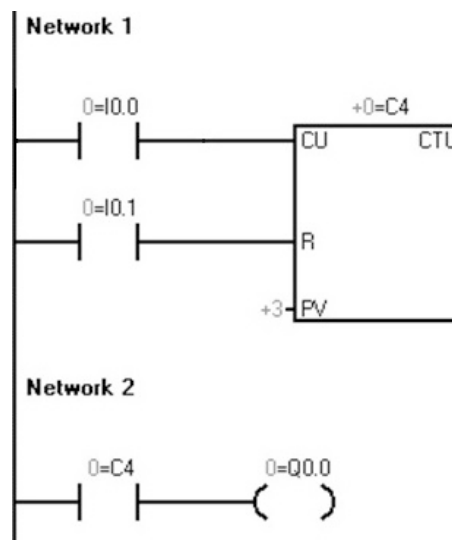 Network 1
0=I0.0
+0=C4
CU CTU
0=I0.1
R
+3 PV
Network 2
0=C4
0=Q0.0